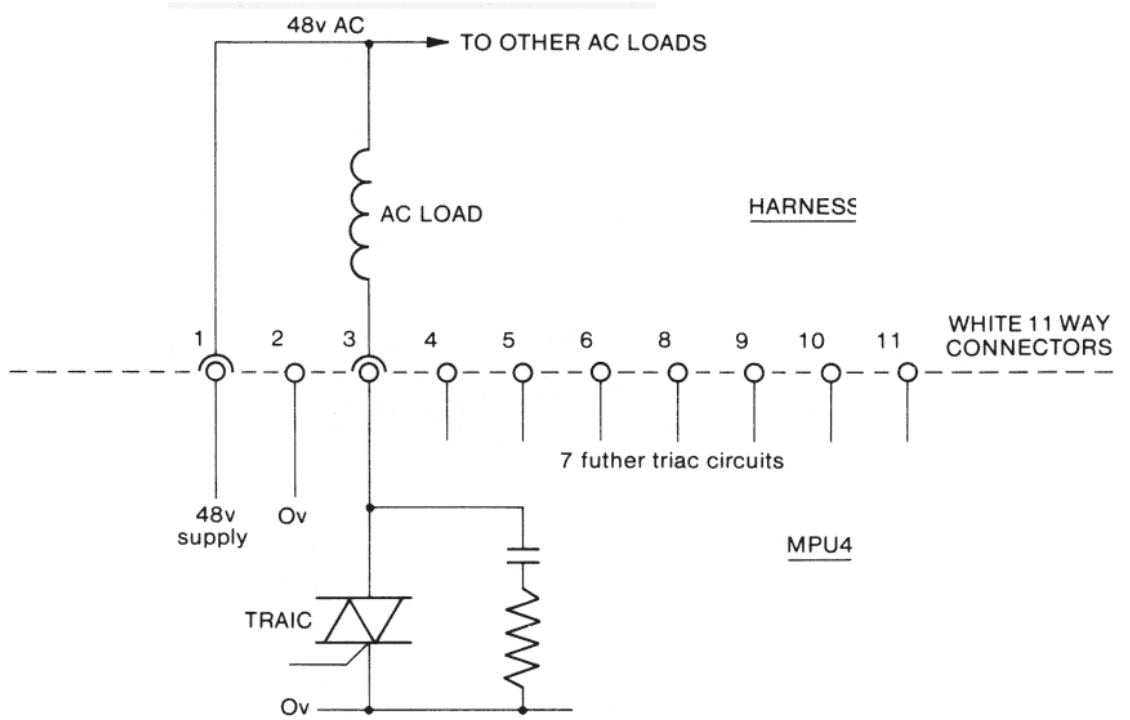 48v AC
TO OTHER AC LOADS
AC LOAD
HARNESS
1 2 3 4 5 6 8 9 10 11
WHITE 11 WAY
CONNECTORS
7 futher triac circuits
48v
supply
Ov
MPU4
TRAIC
Ov